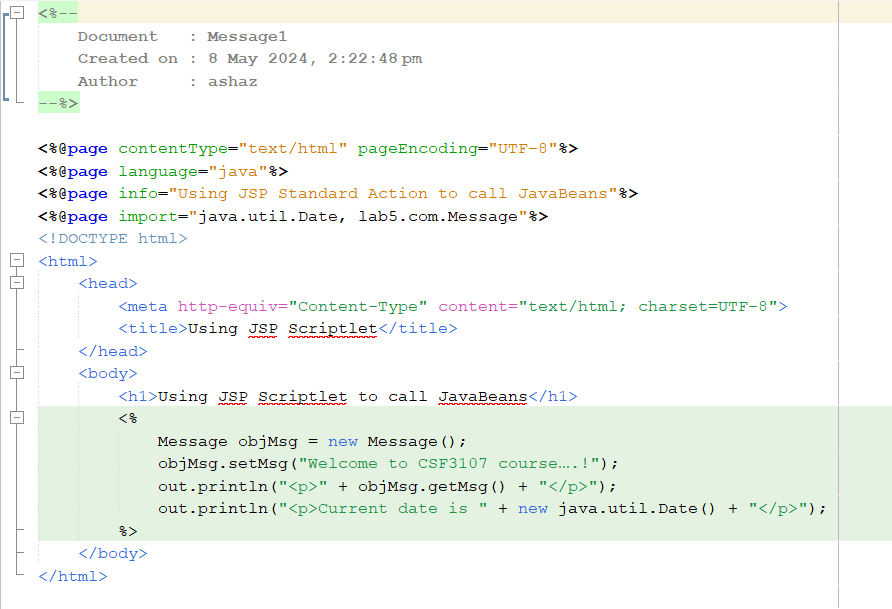 <%--
    Document   : Message1
    Created on : 8 May 2024, 2:22:48 pm
    Author     : ashaz
--%>

<%@page contentType="text/html" pageEncoding="UTF-8"%>
<%@page language="java"%>
<%@page info="Using JSP Standard Action to call JavaBeans"%>
<%@page import="java.util.Date, lab5.com.Message"%>
<!DOCTYPE html>
<html>
    <head>
        <meta http-equiv="Content-Type" content="text/html; charset=UTF-8">
        <title>Using JSP Scriptlet</title>
    </head>
    <body>
        <h1>Using JSP Scriptlet to call JavaBeans</h1>
        <%
            Message objMsg = new Message();
            objMsg.setMsg("Welcome to CSF3107 course….!");
            out.println("<p>" + objMsg.getMsg() + "</p>");
            out.println("<p>Current date is " + new java.util.Date() + "</p>");
        %>
    </body>
</html>